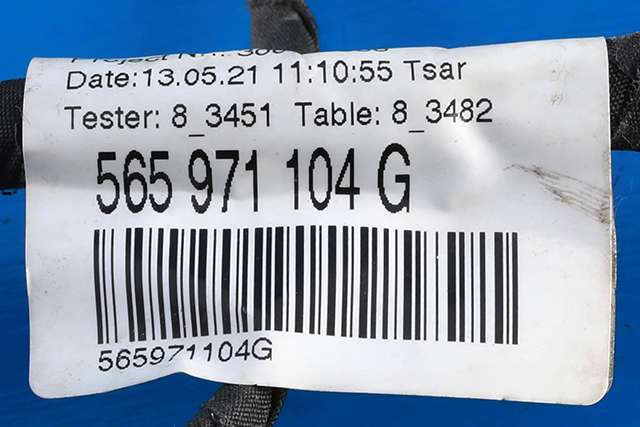 Date:13.05.21 11:10:55 Tsar
Tester: 8_3451 Table: 8_3482
565 971 104 G
565971104G